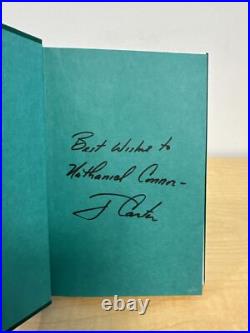 Best Wishes to
Nathaniel Connor-
J Carter